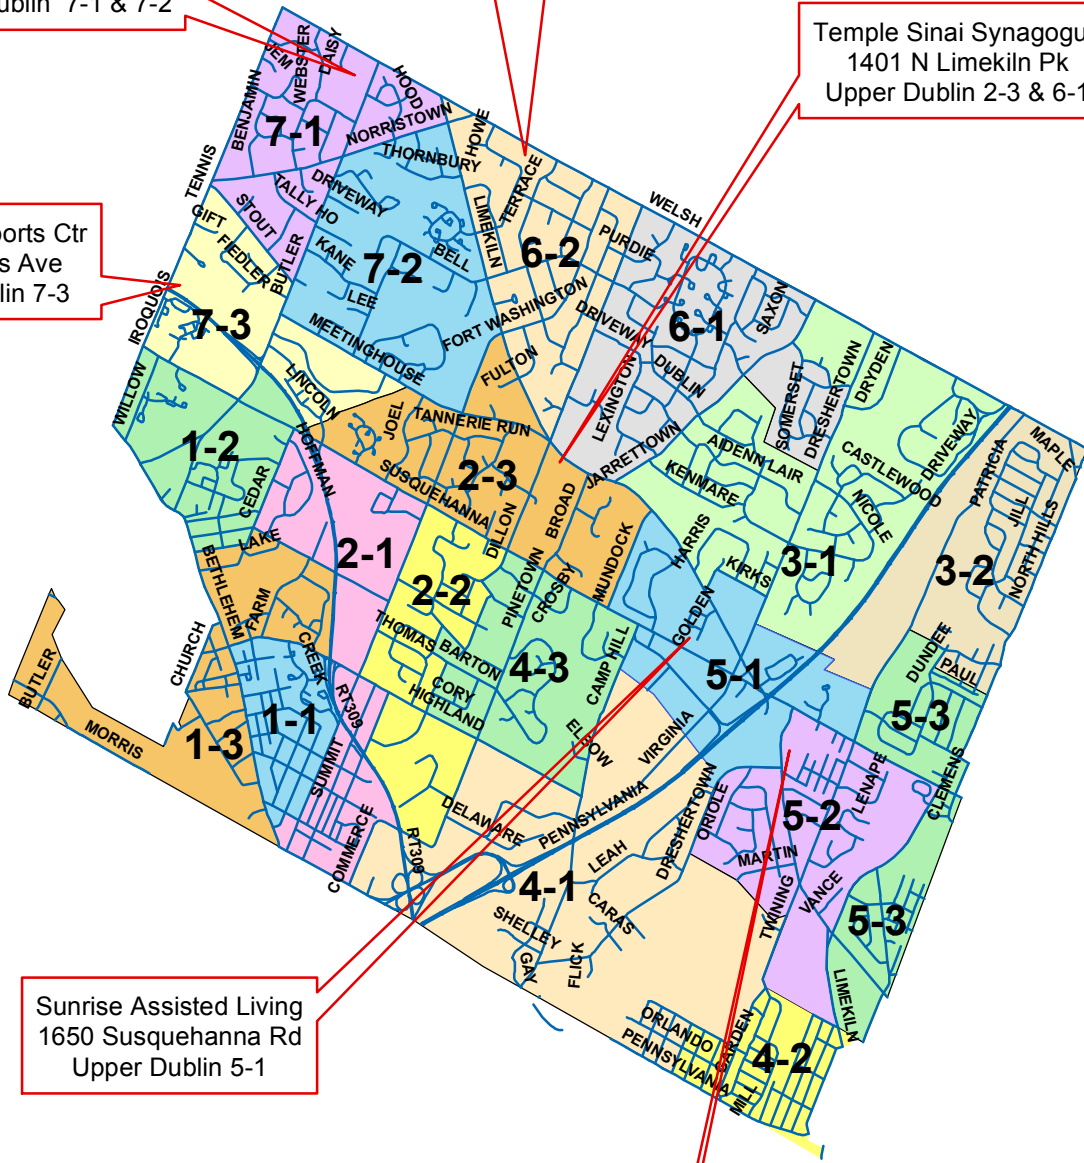 ublin 7-1 & 7-2
Temple Sinai Synagogu
1401 N Limekiln Pk
Upper Dublin 2-3 & 6-1
orts Ctr
s Ave
lin 7-3
Sunrise Assisted Living
1650 Susquehanna Rd
Upper Dublin 5-1
JEM
WEBSTER
DAISY
HOOD
BENJAMIN
7-1
NORRISTOWN
HOWE
THORNBURY
TERRACE
TENNIS
TALLY HO
DRIVEWAY
LIMEKILN
WELSH
GIFT
STOUT
FIEDLER
BUTLER
KANE
7-2
BELL
6-2
PURDIE
LEE
IROQUOIS
7-3
MEETINGHOUSE
FORT WASHINGTON
DRIVEWAY
6-1
SAXON
FULTON
DUBLIN
LEXINGTON
SOMERSET
DRESHERTOWN
DRYDEN
WILLOW
LINCOLN
JOEL
TANNERIE RUN
JARRETTOWN
AIDENN LAIR
KENMARE
CASTLEWOOD
DRIVEWAY
PATRICIA
MAPLE
1-2
CEDAR
HOFFMAN
SUSQUEHANNA
2-3
DILLON
BROAD
NICOLE
JILL
NORTH HILLS
LAKE
2-1
2-2
PINETOWN
CROSBY
MUNDOCK
HARRIS
KIRKS
3-1
3-2
BETHLEHEM
FARM
CHURCH
CREEK
THOMAS
BARTON
4-3
CAMP HILL
GOLDEN
5-1
DUNDEE
PAUL
BUTLER
MORRIS
1-3
1-1
RT309
CORY
HIGHLAND
ELBOW
VIRGINIA
5-3
SUMMIT
COMMERCE
RT309
DELAWARE
PENNSYLVANIA
DRESHERTOWN
ORIOLE
5-2
LENAPE
CLEMENS
4-1
LEAH
MARTIN
VANCE
TWINING
5-3
SHELLEY
CARAS
GAY
FLICK
LIMEKILN
ORLANDO
PENNSYLVANIA
GARDEN
4-2
MILL